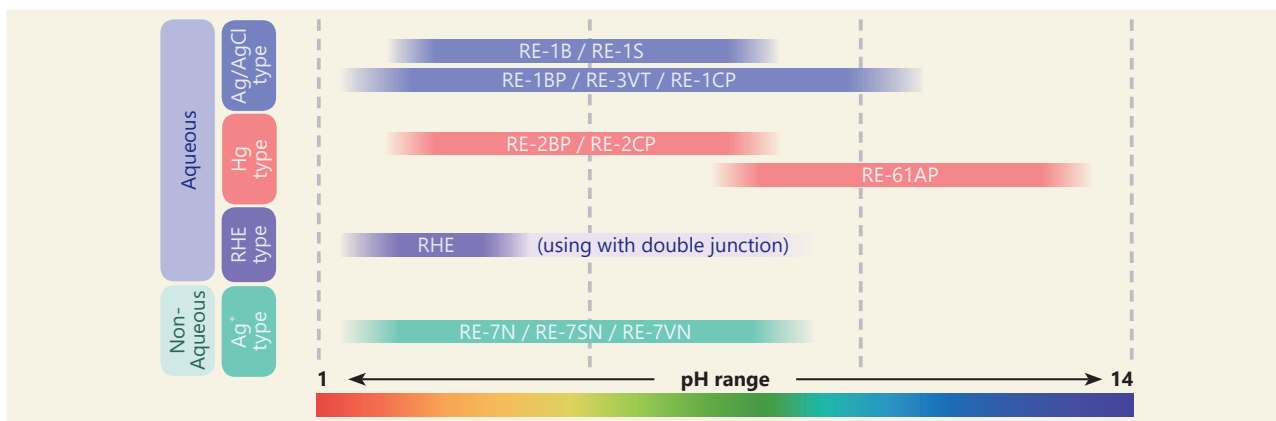 Aqueous
Ag/AgCl
type
RE-1B / RE-1S
RE-1BP / RE-3VT / RE-1CP
Hg
type
RE-2BP / RE-2CP
RE-61AP
RHE
type
RHE (using with double junction)
Non-
Aqueous
Ag⁺
type
RE-7N / RE-7SN / RE-7VN
1 pH range 14